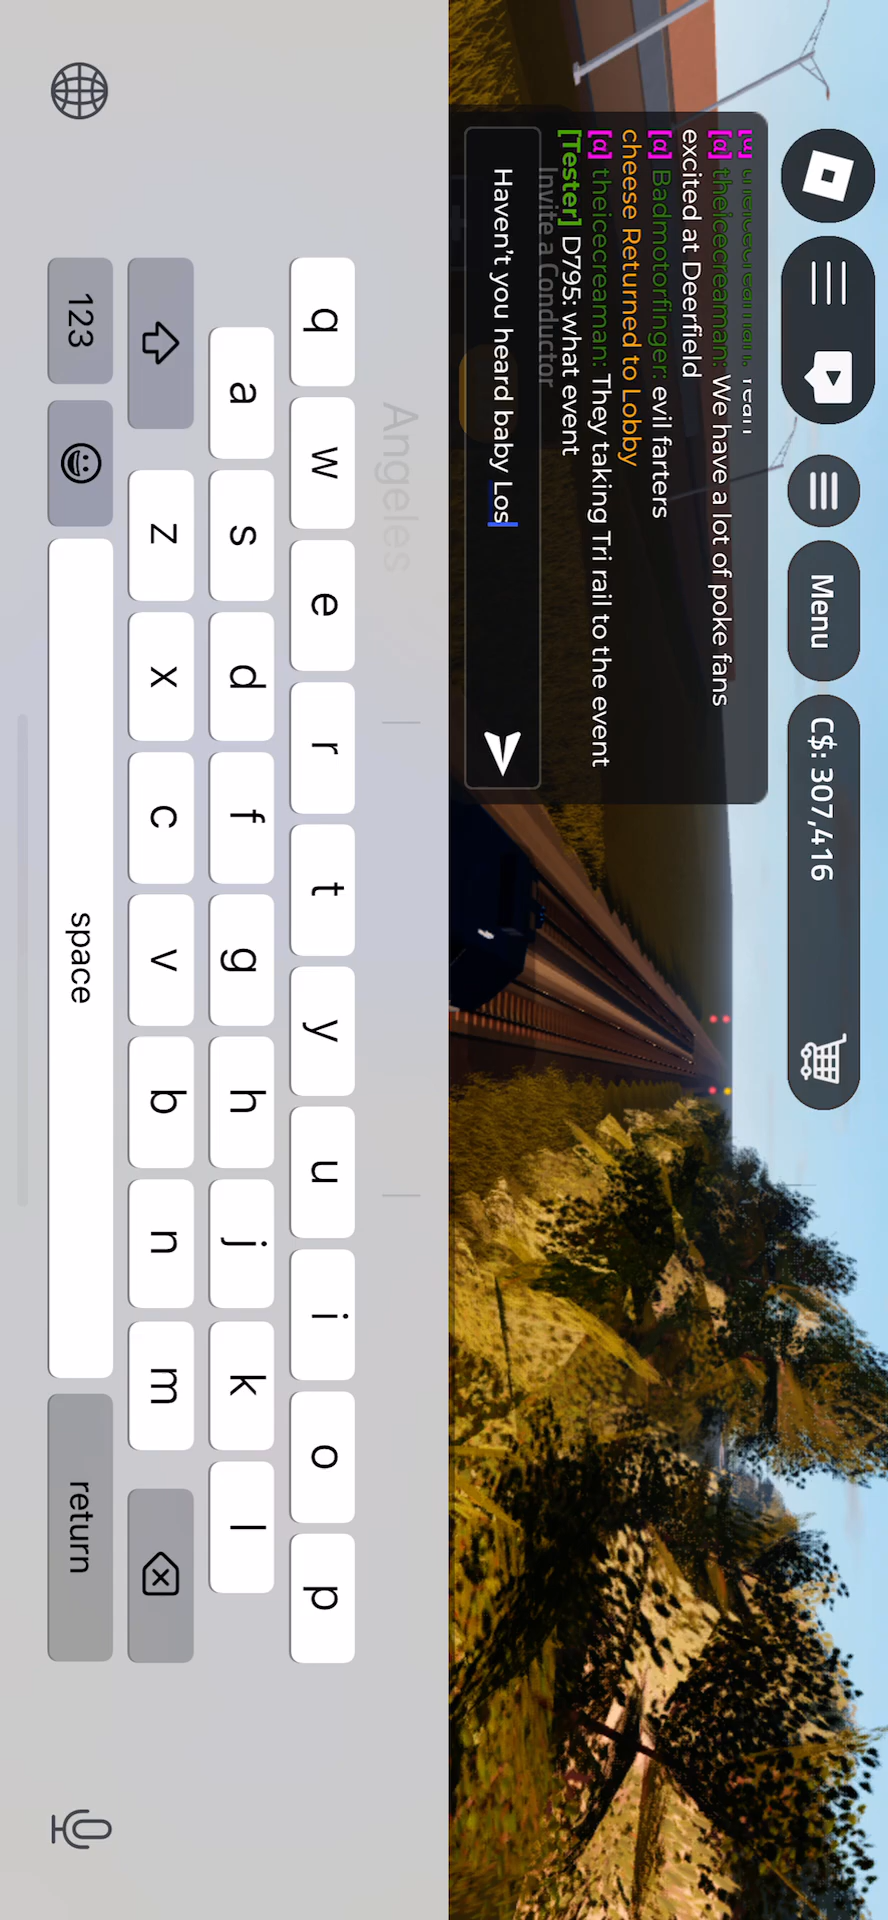 Menu
C$: 307,416
[α] theicecreaman: We have a lot of poke fans
excited at Deerfield
[α] Badmotorfinger: evil farters
cheese Returned to Lobby
[α] theicecreaman: They taking Tri rail to the event
[Tester] D795: what event
Invite a Conductor
Haven't you heard baby Los
Angeles
q w e r t y u i o p
a s d f g h j k l
z x c v b n m
123 space return